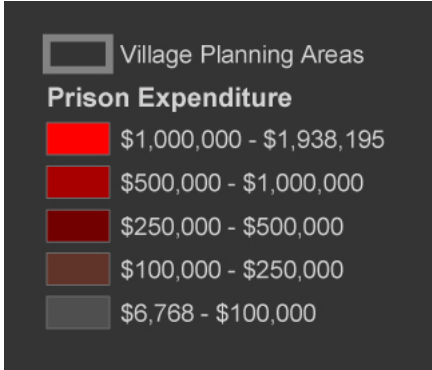 Village Planning Areas
Prison Expenditure
$1,000,000 - $1,938,195
$500,000 - $1,000,000
$250,000 - $500,000
$100,000 - $250,000
$6,768 - $100,000